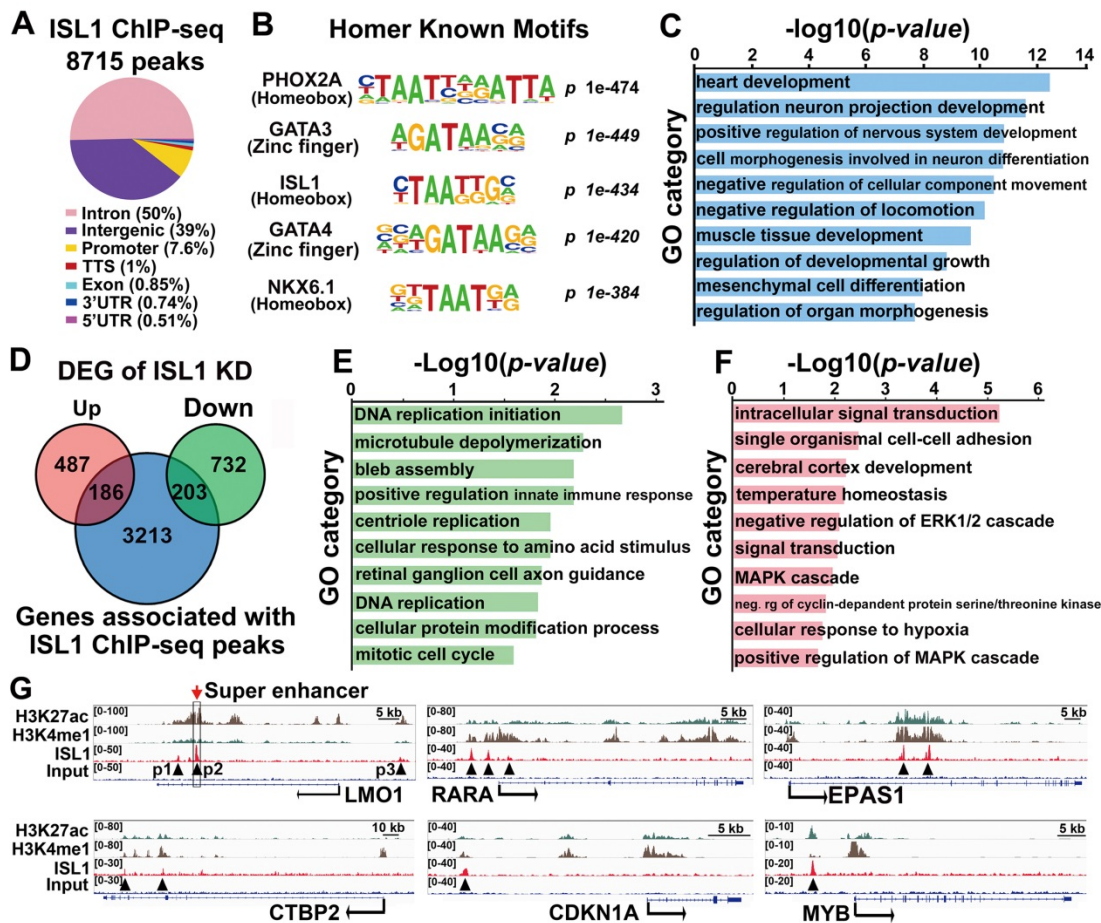 A
ISL1 ChIP-seq
8715 peaks
Intron (50%)
Intergenic (39%)
Promoter (7.6%)
TTS (1%)
Exon (0.85%)
3'UTR (0.74%)
5'UTR (0.51%)
B
Homer Known Motifs
PHOX2A
(Homeobox)
p 1e-474
GATA3
(Zinc finger)
p 1e-449
ISL1
(Homeobox)
p 1e-434
GATA4
(Zinc finger)
p 1e-420
NKX6.1
(Homeobox)
p 1e-384
C
-log10(p-value)
0 2 4 6 8 10 12 14
GO category
heart development
regulation neuron projection development
positive regulation of nervous system development
cell morphogenesis involved in neuron differentiation
negative regulation of cellular component movement
negative regulation of locomotion
muscle tissue development
regulation of developmental growth
mesenchymal cell differentiation
regulation of organ morphogenesis
D
DEG of ISL1 KD
Up Down
487 732
186 203
3213
Genes associated with
ISL1 ChIP-seq peaks
E
-Log10(p-value)
0 1 2 3
GO category
DNA replication initiation
microtubule depolymerization
bleb assembly
positive regulation innate immune response
centriole replication
cellular response to amino acid stimulus
retinal ganglion cell axon guidance
DNA replication
cellular protein modification process
mitotic cell cycle
F
-Log10(p-value)
0 1 2 3 4 5 6
GO category
intracellular signal transduction
single organismal cell-cell adhesion
cerebral cortex development
temperature homeostasis
negative regulation of ERK1/2 cascade
signal transduction
MAPK cascade
neg. rg of cyclin-dependant protein serine/threonine kinase
cellular response to hypoxia
positive regulation of MAPK cascade
G
Super enhancer
H3K27ac [0-100] 5 kb
H3K4me1 [0-100]
ISL1 [0-50]
Input [0-50] p1 p2 p3
LMO1
[0-80] 5 kb
[0-80]
[0-40]
[0-40]
RARA
[0-40] 5 kb
[0-40]
[0-40]
[0-40]
EPAS1
H3K27ac [0-80] 10 kb
H3K4me1 [0-80]
ISL1 [0-30]
Input [0-30]
CTBP2
[0-40] 5 kb
[0-40]
[0-40]
[0-40]
CDKN1A
[0-10] 5 kb
[0-10]
[0-20]
[0-20]
MYB